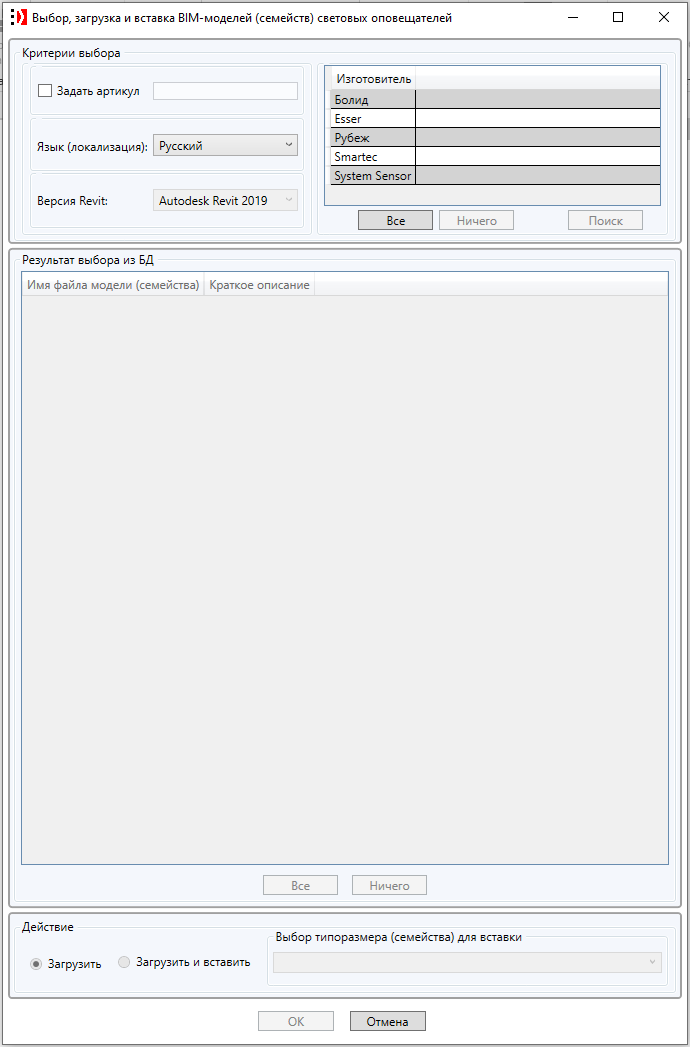 Выбор, загрузка и вставка BIM-моделей (семейств) световых оповещателей
Критерии выбора
Задать артикул
Язык (локализация): Русский
Версия Revit: Autodesk Revit 2019
Изготовитель
Болид
Esser
Рубеж
Smartec
System Sensor
Все Ничего Поиск
Результат выбора из БД
Имя файла модели (семейства) Краткое описание
Все Ничего
Действие
Загрузить Загрузить и вставить
Выбор типоразмера (семейства) для вставки
ОК Отмена